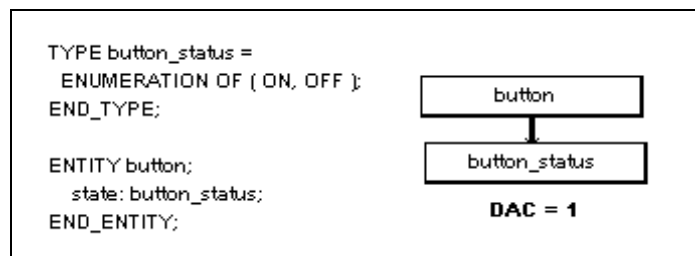 TYPE button_status =
ENUMERATION OF ( ON, OFF );
END_TYPE;
ENTITY button;
state: button_status;
END_ENTITY;
button
button_status
DAC = 1